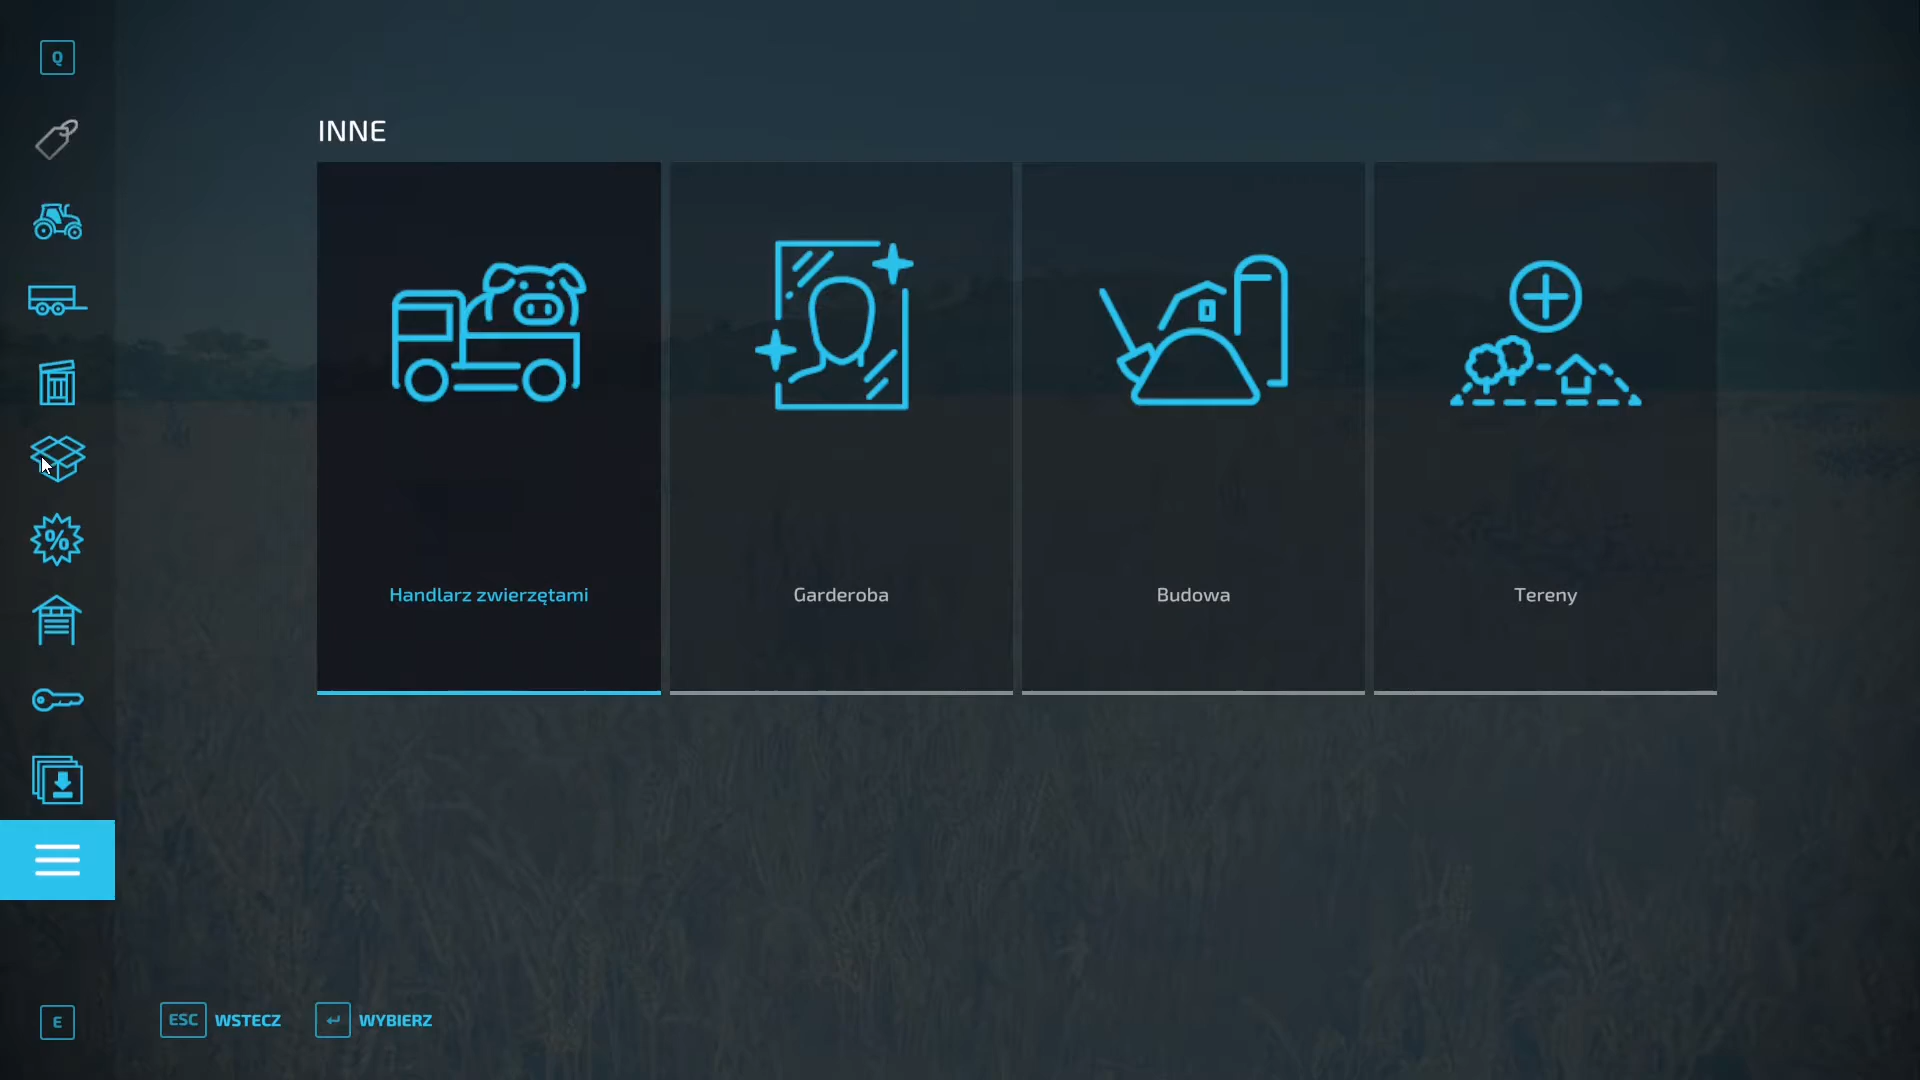 Q
INNE
%
Handlarz zwierzętami
Garderoba
Budowa
Tereny
E
ESC WSTECZ
WYBIERZ